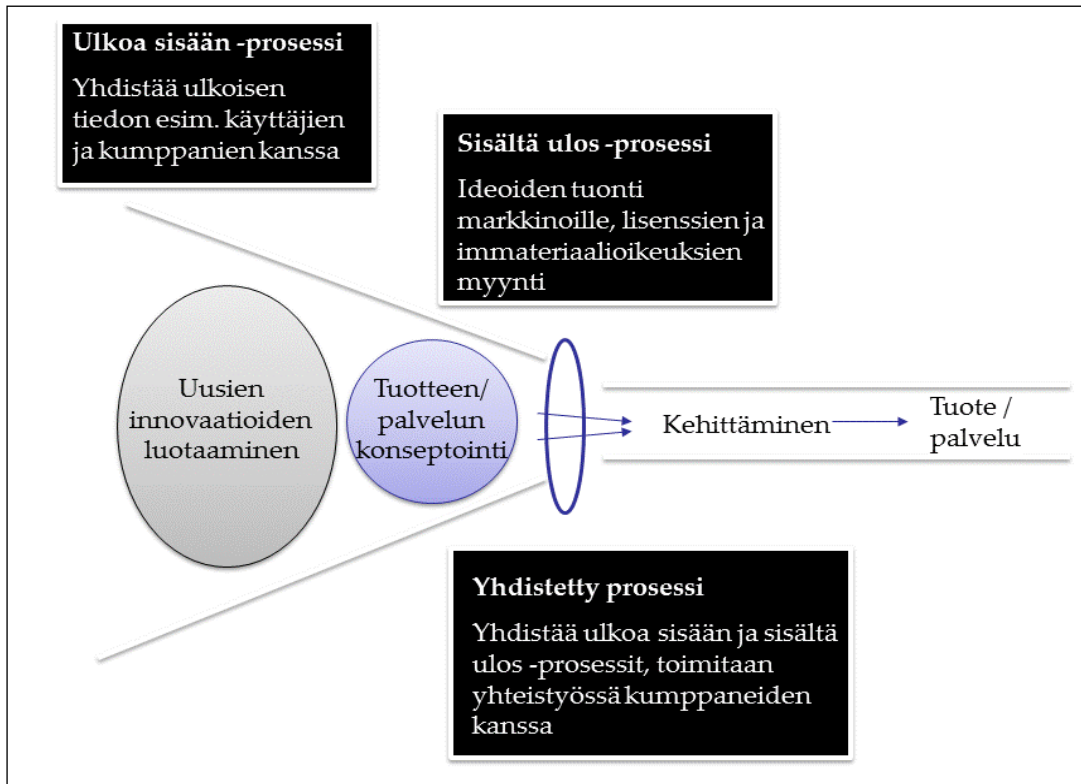 Ulkoa sisään -prosessi
Yhdistää ulkoisen
tiedon esim. käyttäjien
ja kumppanien kanssa
Sisältä ulos -prosessi
Ideoiden tuonti
markkinoille, lisenssien ja
immateriaalioikeuksien
myynti
Uusien
innovaatioiden
luotaaminen
Tuotteen/
palvelun
konseptointi
Kehittäminen
Tuote /
palvelu
Yhdistetty prosessi
Yhdistää ulkoa sisään ja sisältä
ulos -prosessit, toimitaan
yhteistyössä kumppaneiden
kanssa